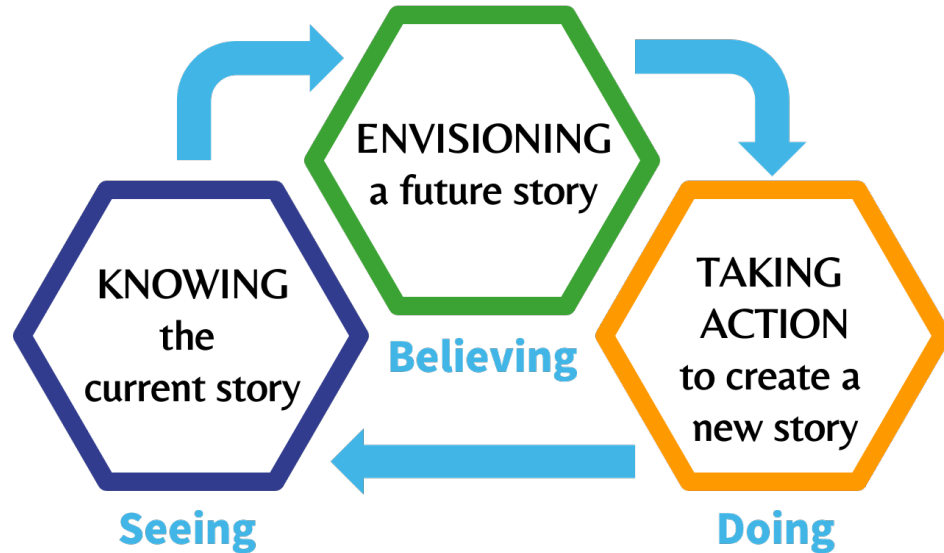 ENVISIONING
a future story
Believing
KNOWING
the
current story
Seeing
TAKING
ACTION
to create a
new story
Doing